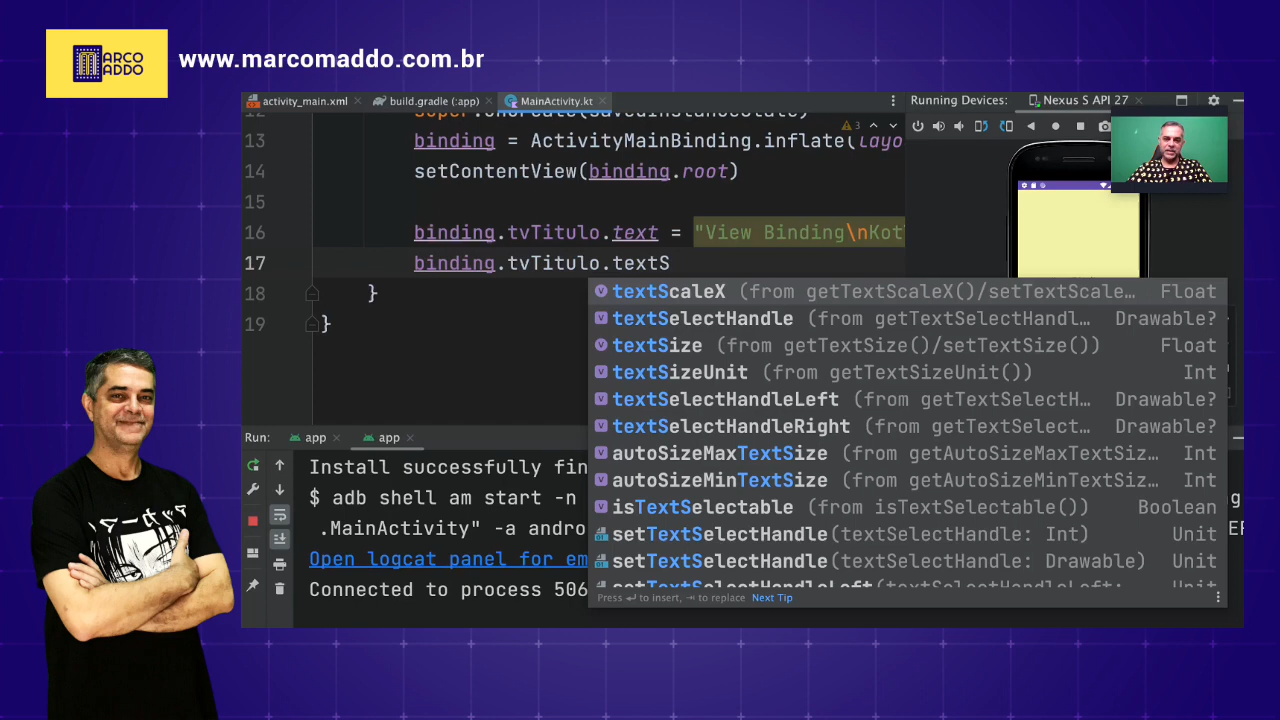 MARCO
MADDO
www.marcomaddo.com.br
activity_main.xml
build.gradle (:app)
MainActivity.kt
Running Devices:
Nexus S API 27
13
binding = ActivityMainBinding.inflate(layo
3
14
setContentView(binding.root)
15
16
binding.tvTitulo.text = "View Binding\nKot
17
binding.tvTitulo.textS
18
}
19
}
textScaleX (from getTextScaleX()/setTextScale… Float
textSelectHandle (from getTextSelectHandl… Drawable?
textSize (from getTextSize()/setTextSize()) Float
textSizeUnit (from getTextSizeUnit()) Int
textSelectHandleLeft (from getTextSelectH… Drawable?
textSelectHandleRight (from getTextSelect… Drawable?
autoSizeMaxTextSize (from getAutoSizeMaxTextSiz… Int
autoSizeMinTextSize (from getAutoSizeMinTextSiz… Int
isTextSelectable (from isTextSelectable()) Boolean
setTextSelectHandle(textSelectHandle: Int) Unit
setTextSelectHandle(textSelectHandle: Drawable) Unit
Press ↵ to insert, ⇥ to replace Next Tip
Run:
app
app
Install successfully fin
$ adb shell am start -n
.MainActivity" -a andro
Open logcat panel for em
Connected to process 506